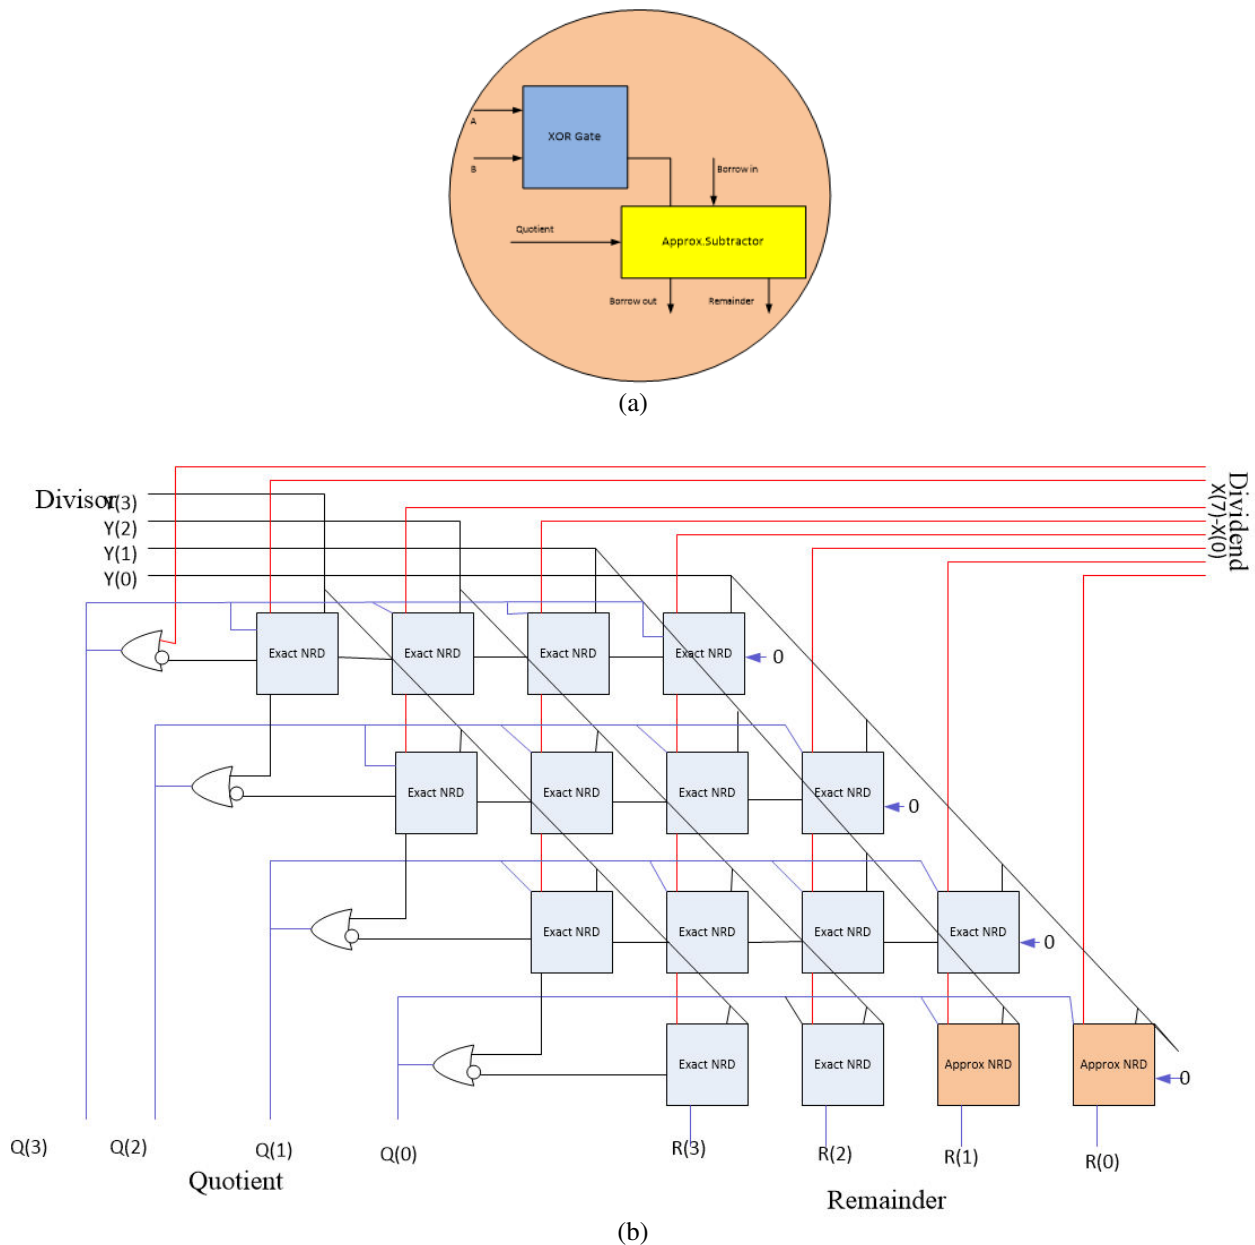 XOR Gate
A
B
Borrow in
Quotient
Approx.Subtractor
Borrow out
Remainder
(a)
Divisor
Y(3)
Y(2)
Y(1)
Y(0)
Dividend
X(7)-X(0)
Exact NRD
Exact NRD
Exact NRD
Exact NRD
0
Exact NRD
Exact NRD
Exact NRD
Exact NRD
0
Exact NRD
Exact NRD
Exact NRD
Exact NRD
0
Exact NRD
Exact NRD
Approx NRD
Approx NRD
0
Q(3)
Q(2)
Q(1)
Q(0)
R(3)
R(2)
R(1)
R(0)
Quotient
Remainder
(b)